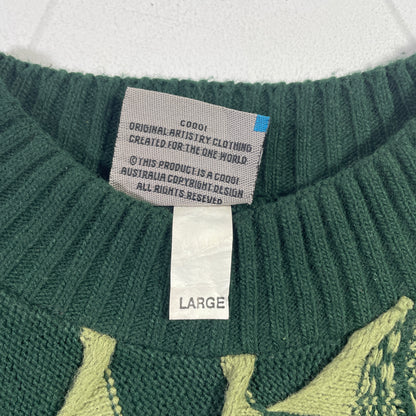 COOGI
ORIGINAL ARTISTRY CLOTHING
CREATED FOR THE ONE WORLD
©THIS PRODUCT IS A COOGI
AUSTRALIA COPYRIGHT DESIGN
ALL RIGHTS RESEVED
LARGE